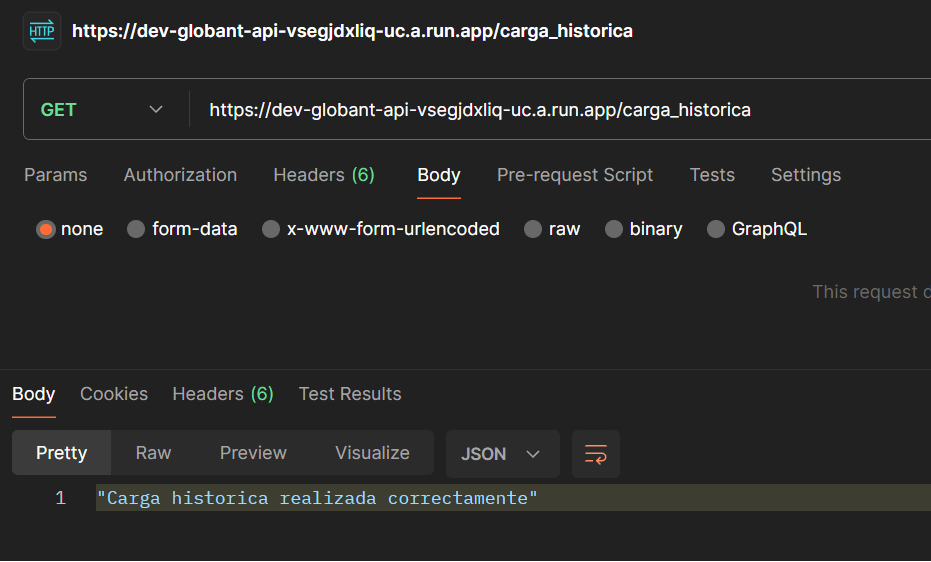 HTTP https://dev-globant-api-vsegjdxliq-uc.a.run.app/carga_historica
GET https://dev-globant-api-vsegjdxliq-uc.a.run.app/carga_historica
Params Authorization Headers (6) Body Pre-request Script Tests Settings
none form-data x-www-form-urlencoded raw binary GraphQL
This request
Body Cookies Headers (6) Test Results
Pretty Raw Preview Visualize JSON
1 "Carga historica realizada correctamente"